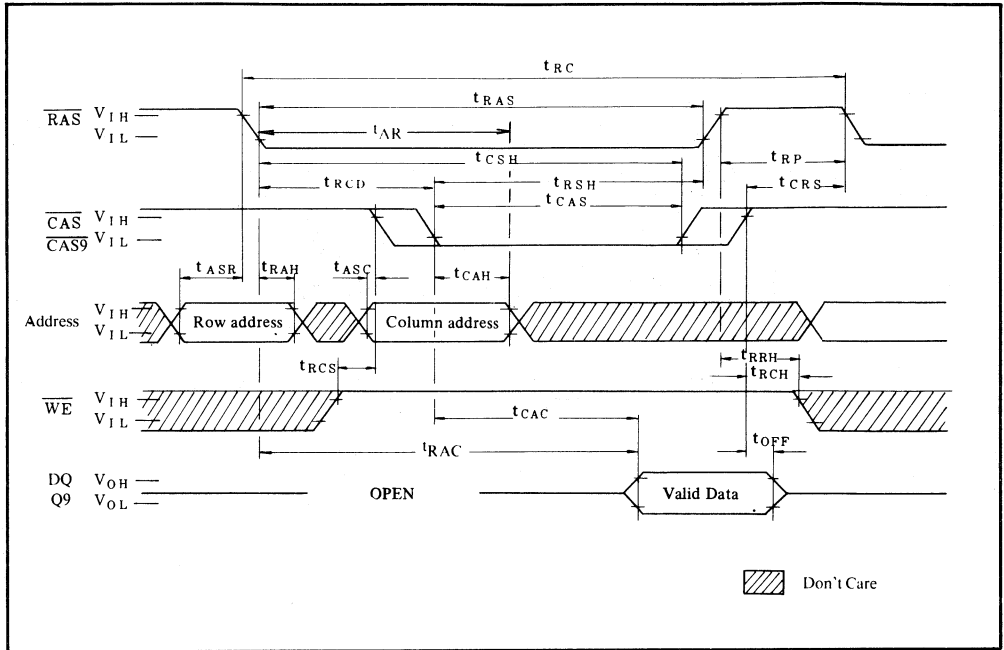 tRC
tRAS
RAS VIH
VIL
tAR
tCSH
tRP
tRCD
tRSH
tCRS
tCAS
CAS VIH
CAS9 VIL
tASR tRAH tASC tCAH
Address VIH
VIL
Row address
Column address
tRRH
tRCS
tRCH
WE VIH
VIL
tCAC
tOFF
tRAC
DQ VOH
Q9 VOL
OPEN
Valid Data
Don't Care